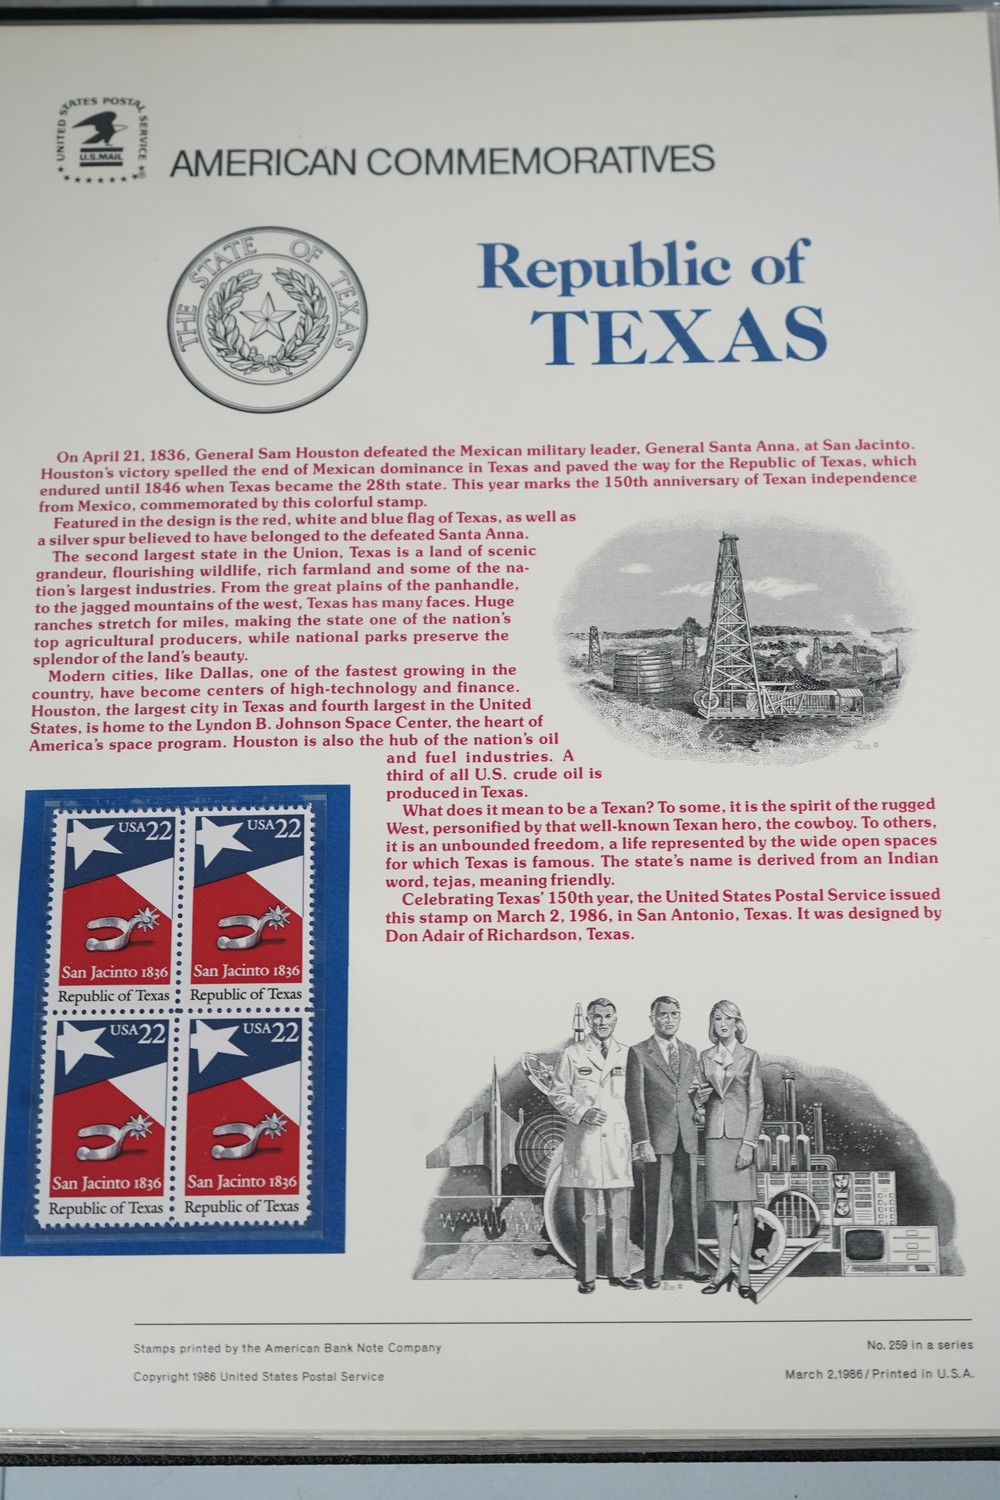 UNITED STATES POSTAL SERVICE
U.S.MAIL
AMERICAN COMMEMORATIVES
THE STATE OF TEXAS
Republic of
TEXAS
On April 21, 1836, General Sam Houston defeated the Mexican military leader, General Santa Anna, at San Jacinto.
Houston's victory spelled the end of Mexican dominance in Texas and paved the way for the Republic of Texas, which
endured until 1846 when Texas became the 28th state. This year marks the 150th anniversary of Texan independence
from Mexico, commemorated by this colorful stamp.
Featured in the design is the red, white and blue flag of Texas, as well as
a silver spur believed to have belonged to the defeated Santa Anna.
The second largest state in the Union, Texas is a land of scenic
grandeur, flourishing wildlife, rich farmland and some of the na-
tion's largest industries. From the great plains of the panhandle,
to the jagged mountains of the west, Texas has many faces. Huge
ranches stretch for miles, making the state one of the nation's
top agricultural producers, while national parks preserve the
splendor of the land's beauty.
Modern cities, like Dallas, one of the fastest growing in the
country, have become centers of high-technology and finance.
Houston, the largest city in Texas and fourth largest in the United
States, is home to the Lyndon B. Johnson Space Center, the heart of
America's space program. Houston is also the hub of the nation's oil
and fuel industries. A
third of all U.S. crude oil is
produced in Texas.
What does it mean to be a Texan? To some, it is the spirit of the rugged
West, personified by that well-known Texan hero, the cowboy. To others,
it is an unbounded freedom, a life represented by the wide open spaces
for which Texas is famous. The state's name is derived from an Indian
word, tejas, meaning friendly.
Celebrating Texas' 150th year, the United States Postal Service issued
this stamp on March 2, 1986, in San Antonio, Texas. It was designed by
Don Adair of Richardson, Texas.
USA 22
San Jacinto 1836
Republic of Texas
USA 22
San Jacinto 1836
Republic of Texas
USA 22
San Jacinto 1836
Republic of Texas
USA 22
San Jacinto 1836
Republic of Texas
Stamps printed by the American Bank Note Company
Copyright 1986 United States Postal Service
No. 259 in a series
March 2, 1986/Printed in U.S.A.